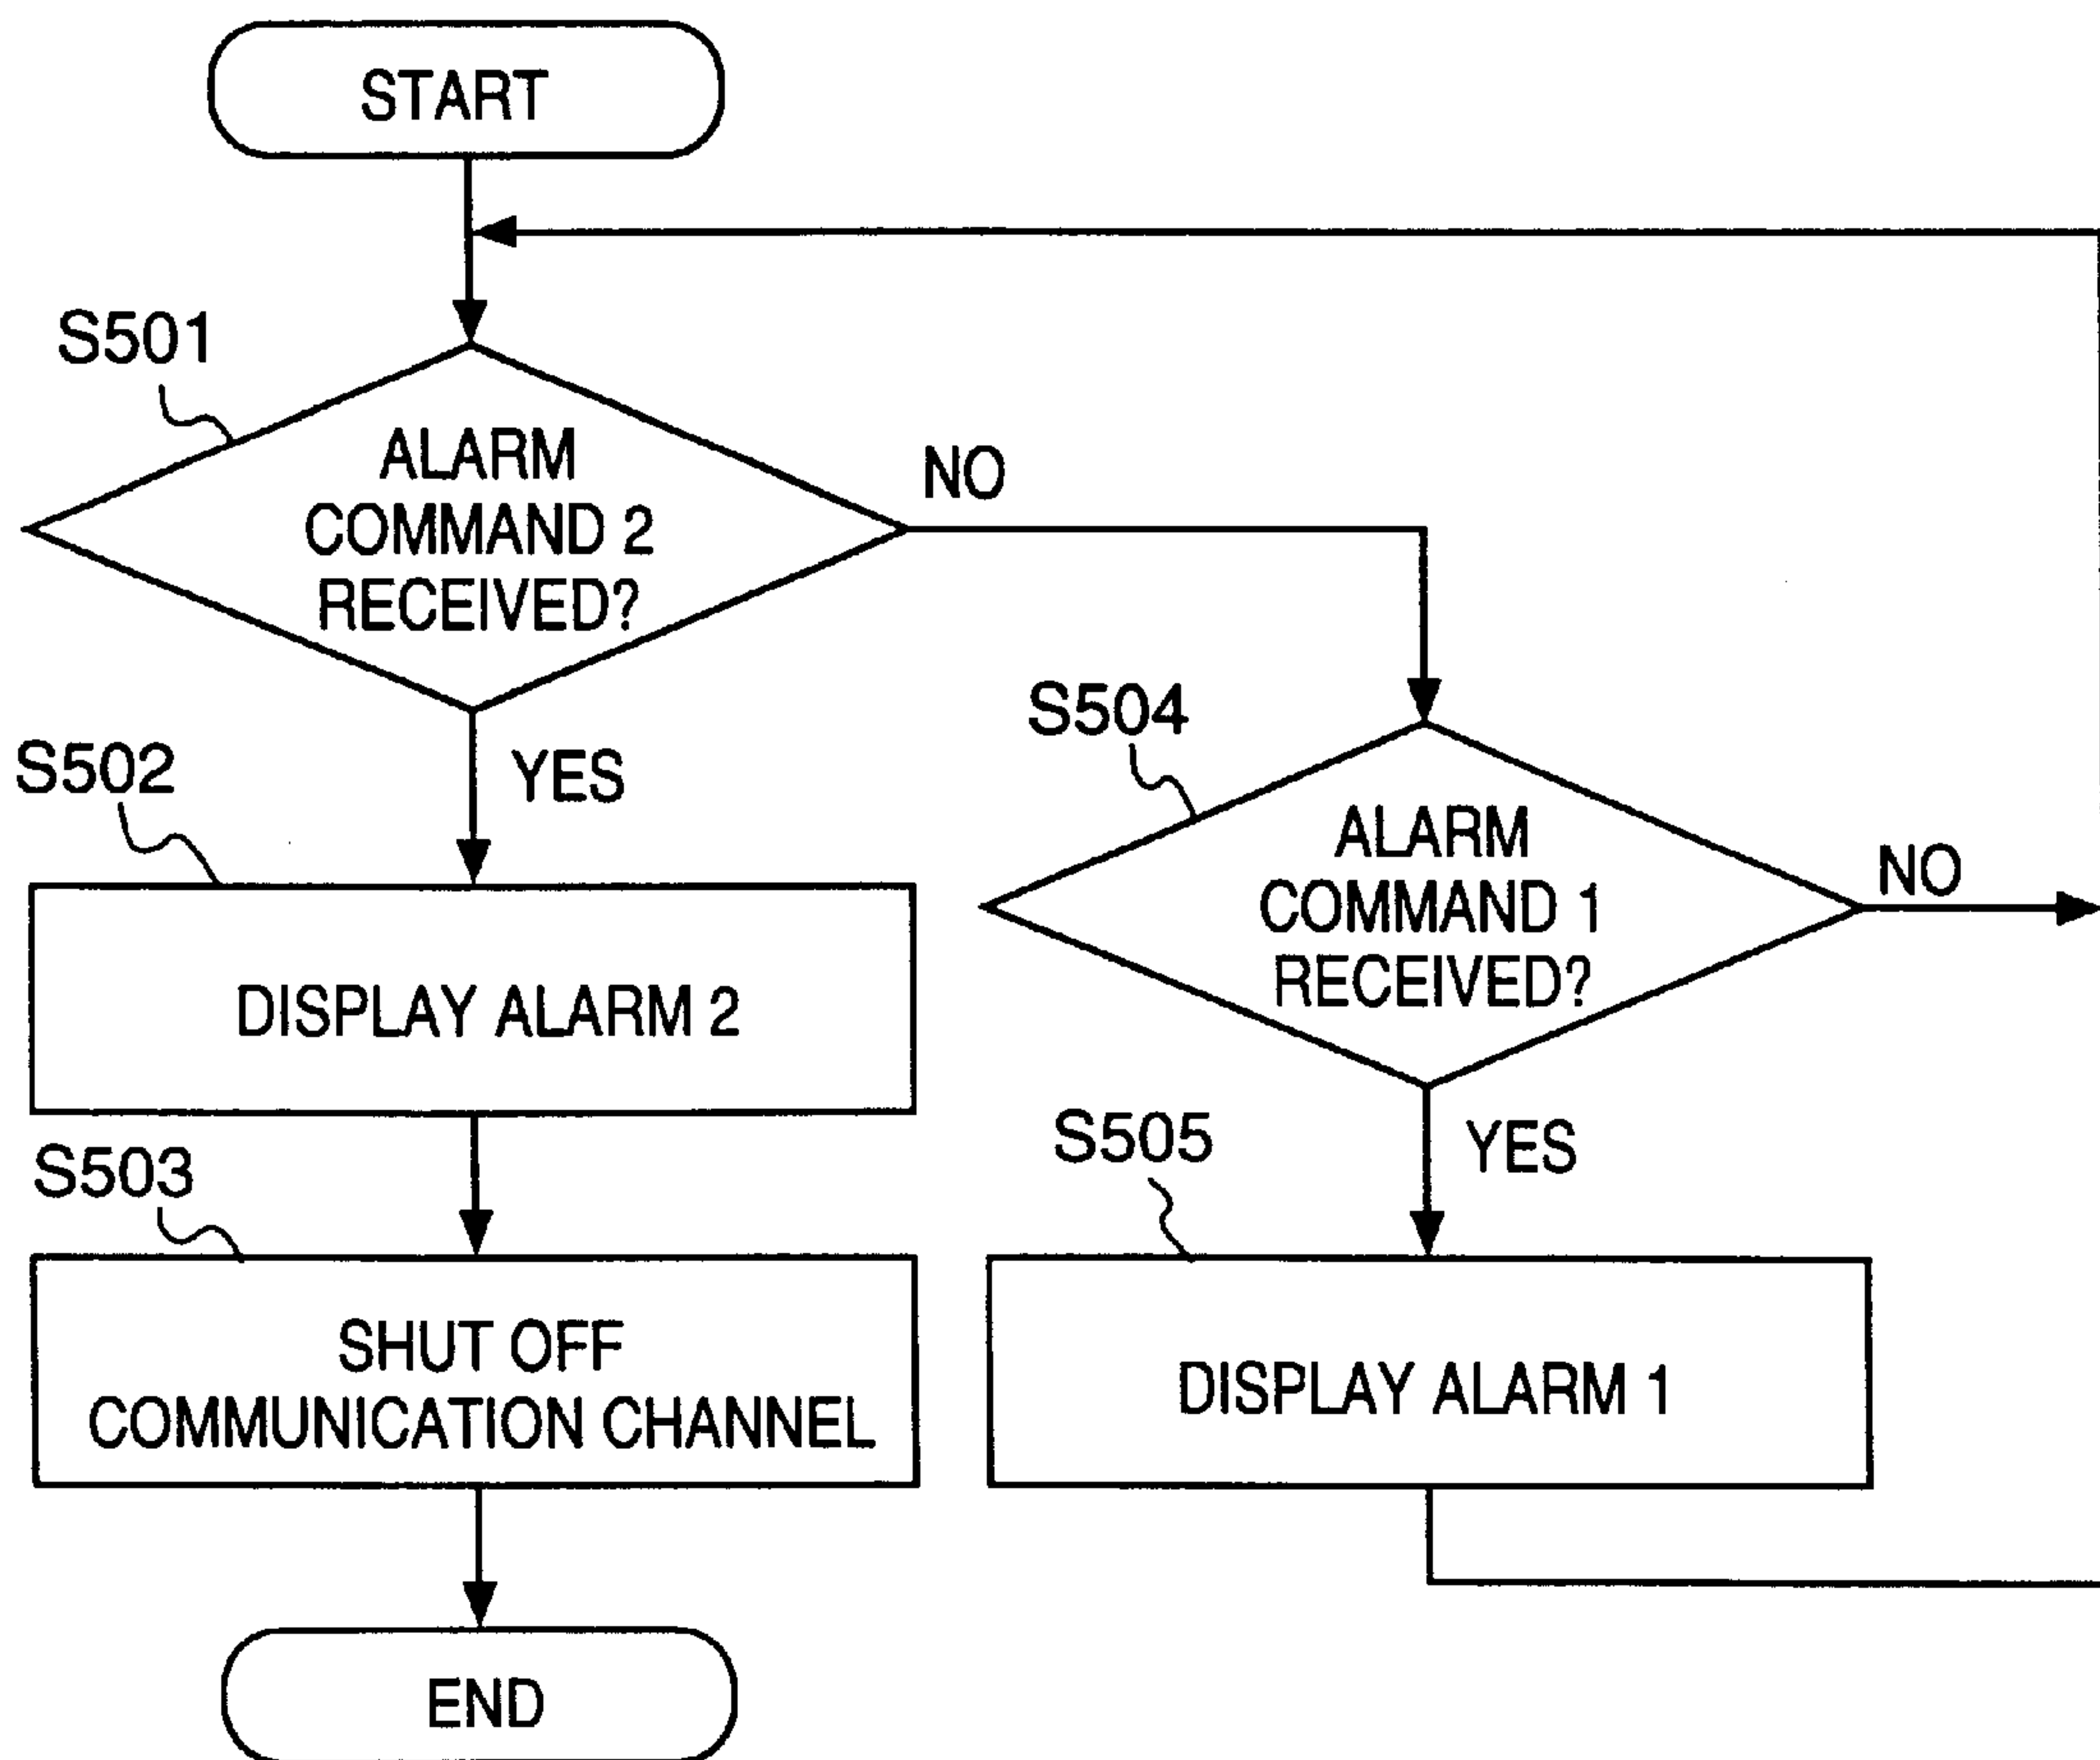 START
S501
ALARM
COMMAND 2
RECEIVED?
NO
YES
S502
DISPLAY ALARM 2
S503
SHUT OFF
COMMUNICATION CHANNEL
END
S504
ALARM
COMMAND 1
RECEIVED?
NO
YES
S505
DISPLAY ALARM 1